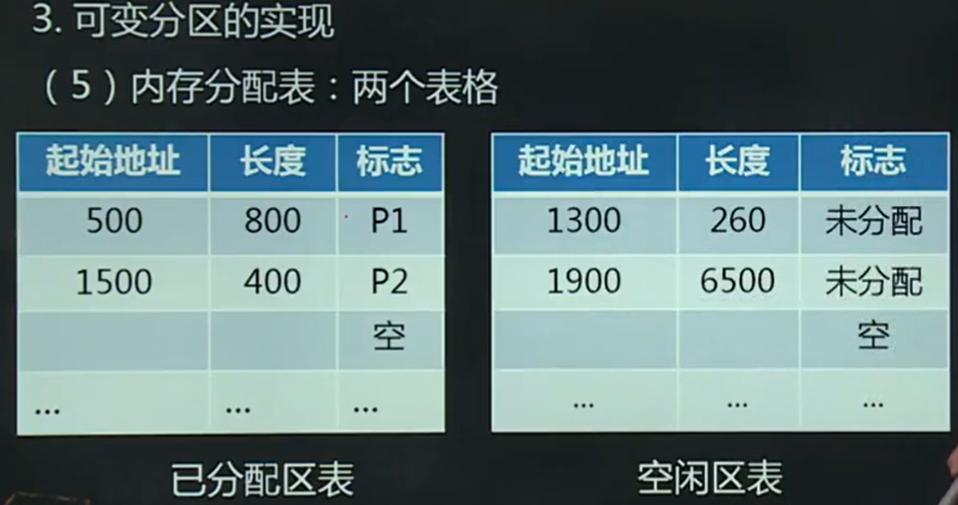 3. 可变分区的实现
（5）内存分配表：两个表格
起始地址 长度 标志
500 800 P1
1500 400 P2
空
... ... ...
已分配区表
起始地址 长度 标志
1300 260 未分配
1900 6500 未分配
空
... ... ...
空闲区表